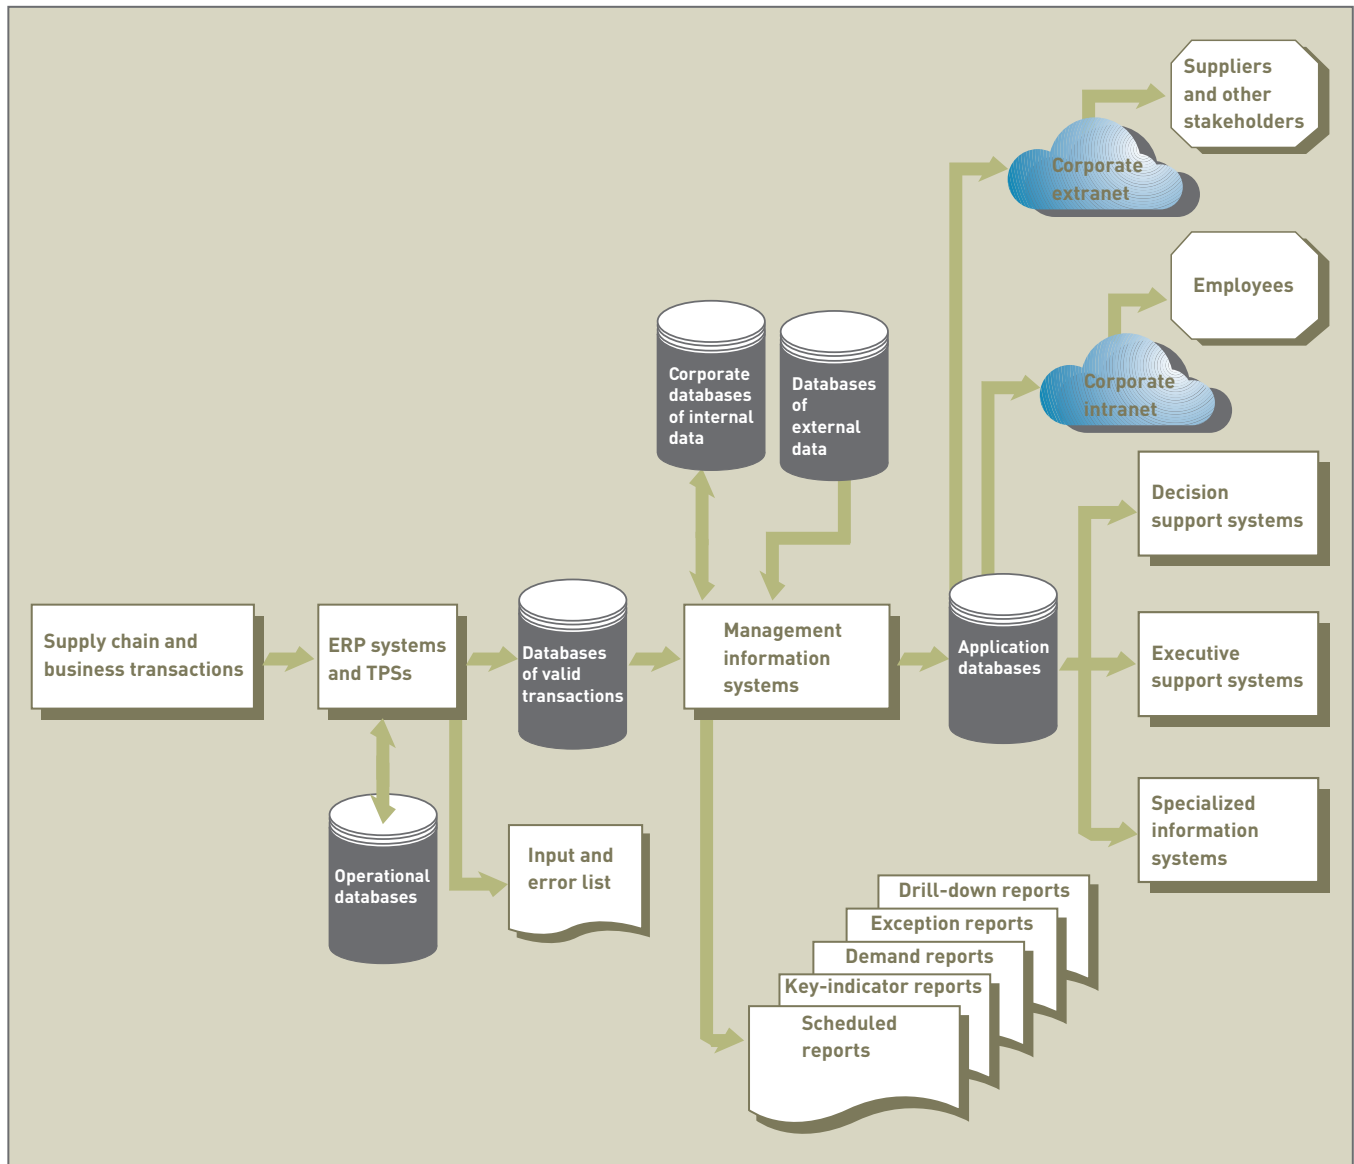 Suppliers
and other
stakeholders
Corporate
extranet
Employees
Corporate
intranet
Corporate
databases
of internal
data
Databases
of
external
data
Decision
support systems
Supply chain and
business transactions
ERP systems
and TPSs
Databases
of valid
transactions
Management
information
systems
Application
databases
Executive
support systems
Specialized
information
systems
Operational
databases
Input and
error list
Drill-down reports
Exception reports
Demand reports
Key-indicator reports
Scheduled
reports